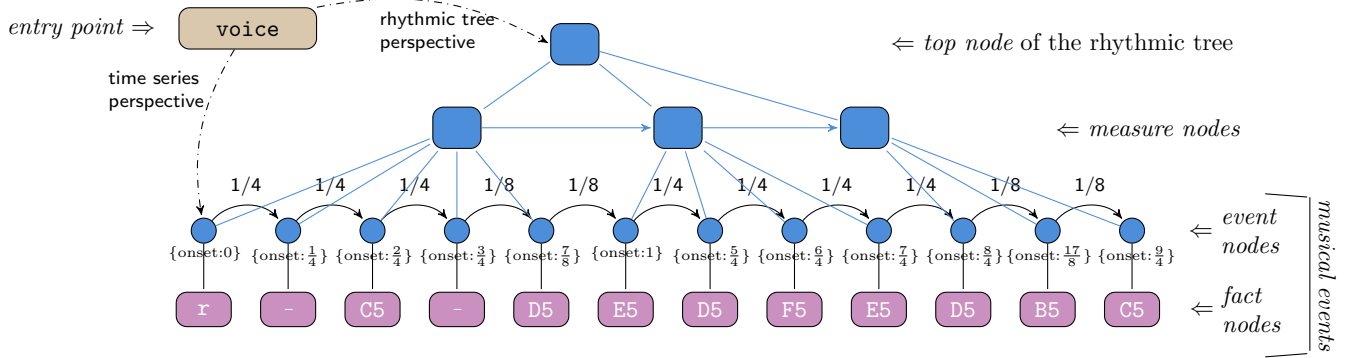 entry point ⇒
voice
rhythmic tree
perspective
⇐ top node of the rhythmic tree
time series
perspective
⇐ measure nodes
1/4 1/4 1/4 1/8 1/8 1/4 1/4 1/4 1/4 1/8 1/8
⇐ event
nodes
{onset:0} {onset:1/4} {onset:2/4} {onset:3/4} {onset:7/8} {onset:1} {onset:5/4} {onset:6/4} {onset:7/4} {onset:8/4} {onset:17/8} {onset:9/4}
r - C5 - D5 E5 D5 F5 E5 D5 B5 C5
⇐ fact
nodes
musical events